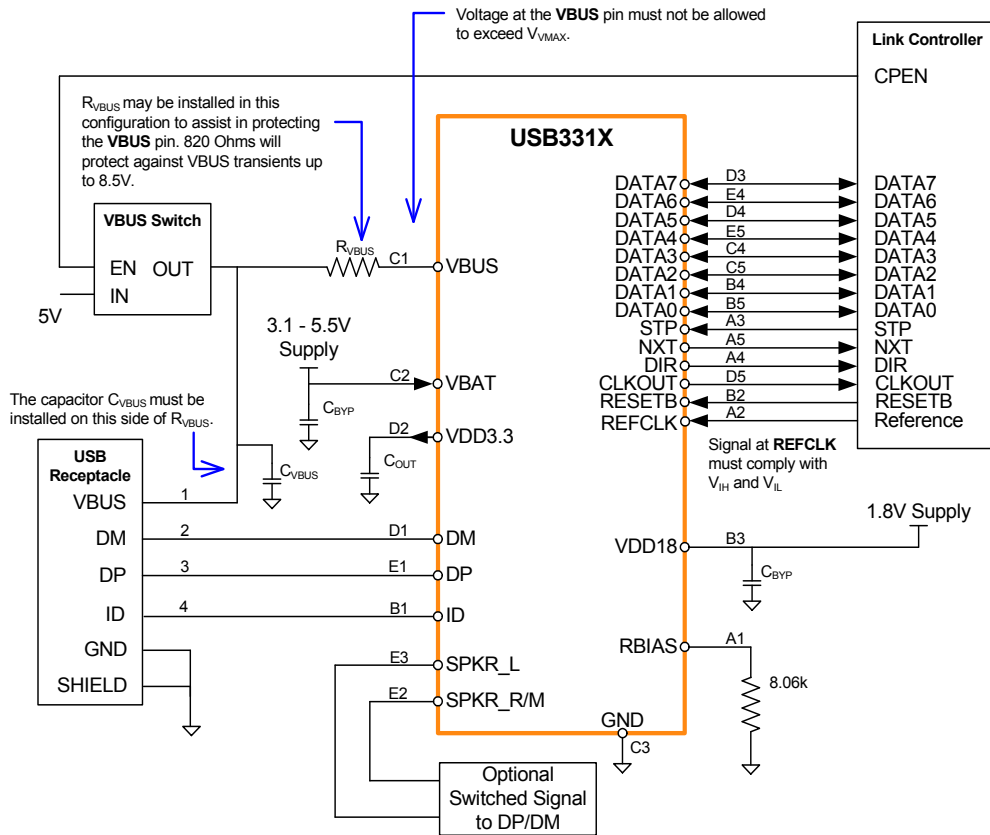 Voltage at the VBUS pin must not be allowed
to exceed VVMAX.
Link Controller
CPEN
RVBUS may be installed in this
configuration to assist in protecting
the VBUS pin. 820 Ohms will
protect against VBUS transients up
to 8.5V.
USB331X
VBUS Switch
EN OUT
IN
5V
RVBUS
C1
VBUS
DATA7 D3 DATA7
DATA6 E4 DATA6
DATA5 D4 DATA5
DATA4 E5 DATA4
DATA3 C4 DATA3
DATA2 C5 DATA2
DATA1 B4 DATA1
DATA0 B5 DATA0
STP A3 STP
NXT A5 NXT
DIR A4 DIR
CLKOUT D5 CLKOUT
RESETB B2 RESETB
REFCLK A2 Reference
3.1 - 5.5V
Supply
C2 VBAT
CBYP
D2 VDD3.3
COUT
Signal at REFCLK
must comply with
VIH and VIL
The capacitor CVBUS must be
installed on this side of RVBUS.
CVBUS
USB
Receptacle
VBUS 1
DM 2 D1 DM
DP 3 E1 DP
ID 4 B1 ID
GND
SHIELD
E3 SPKR_L
E2 SPKR_R/M
1.8V Supply
VDD18 B3
CBYP
RBIAS A1
8.06k
GND
C3
Optional
Switched Signal
to DP/DM